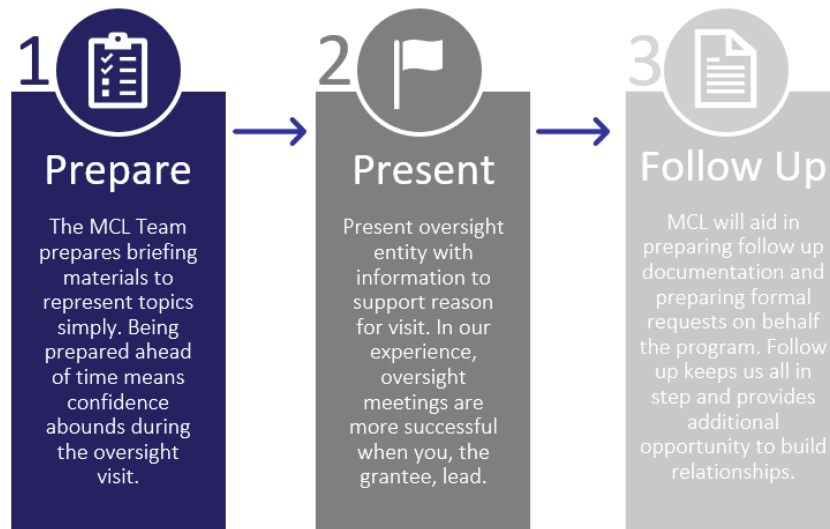 1
Prepare
The MCL Team
prepares briefing
materials to
represent topics
simply. Being
prepared ahead
of time means
confidence
abounds during
the oversight
visit.
2
Present
Present oversight
entity with
information to
support reason
for visit. In our
experience,
oversight
meetings are
more successful
when you, the
grantee, lead.
3
Follow Up
MCL will aid in
preparing follow up
documentation and
preparing formal
requests on behalf
the program. Follow
up keeps us all in
step and provides
additional
opportunity to build
relationships.